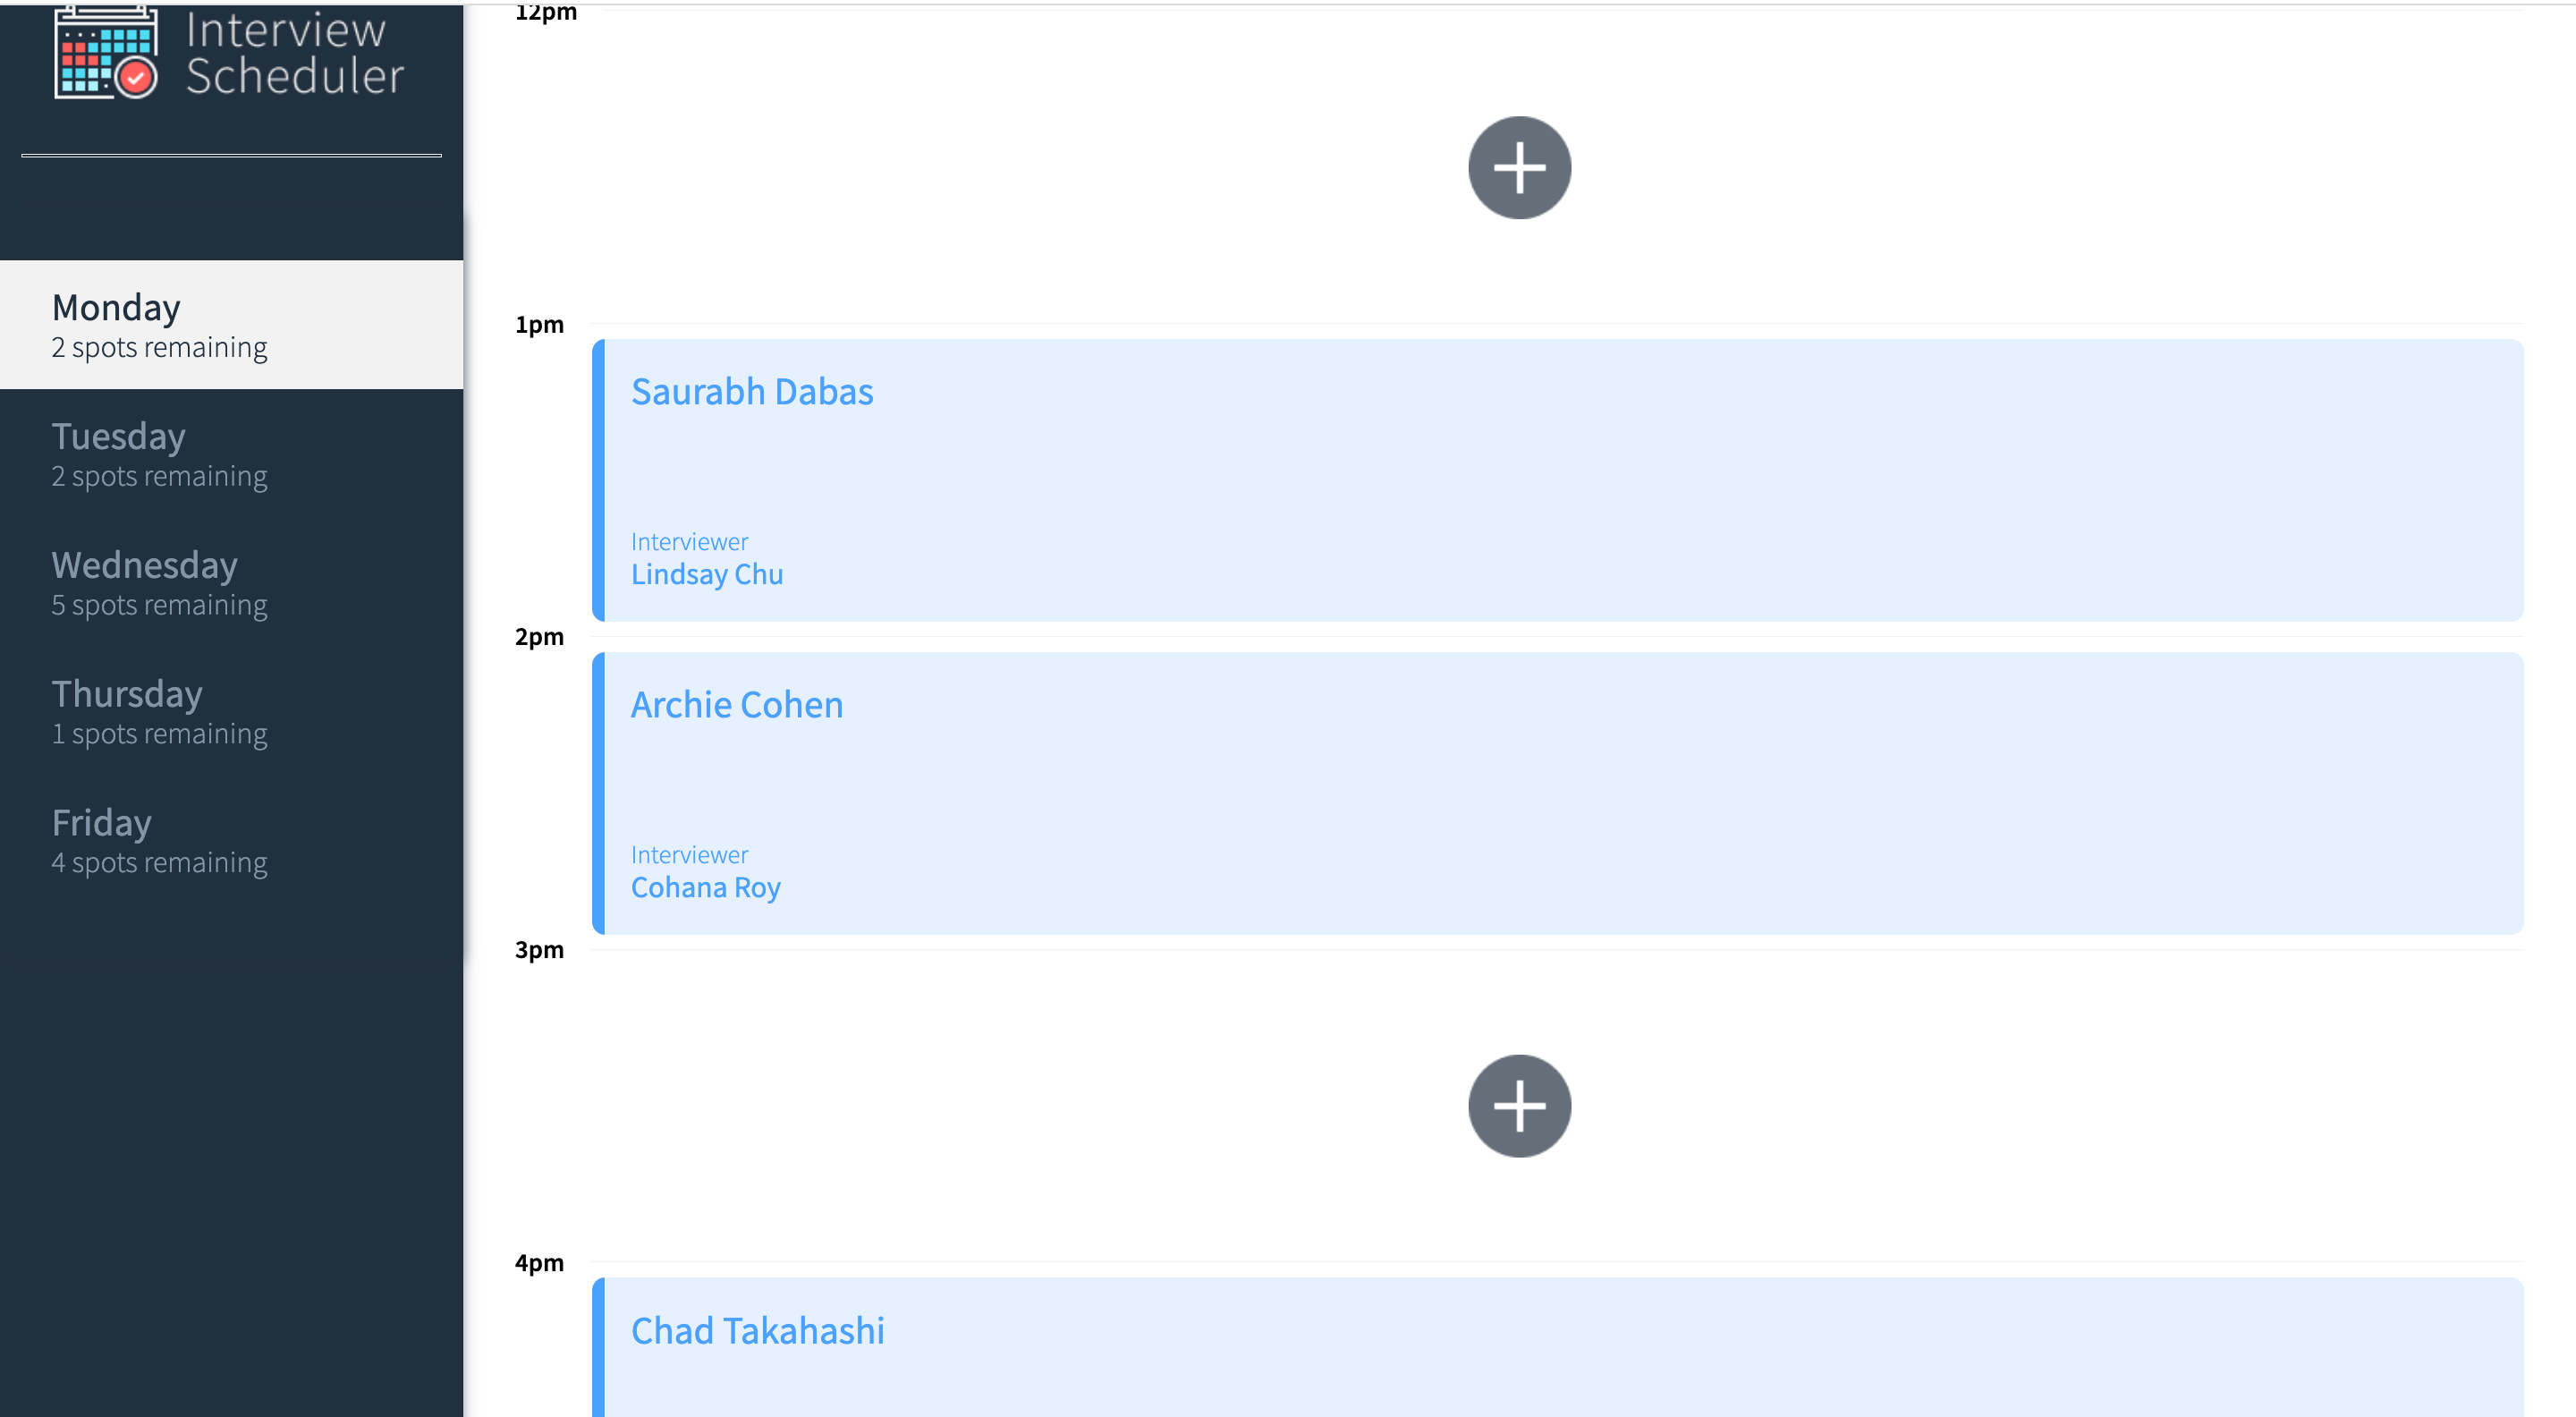 Interview
Scheduler
Monday
2 spots remaining
Tuesday
2 spots remaining
Wednesday
5 spots remaining
Thursday
1 spots remaining
Friday
4 spots remaining
12pm
1pm
Saurabh Dabas
Interviewer
Lindsay Chu
2pm
Archie Cohen
Interviewer
Cohana Roy
3pm
4pm
Chad Takahashi